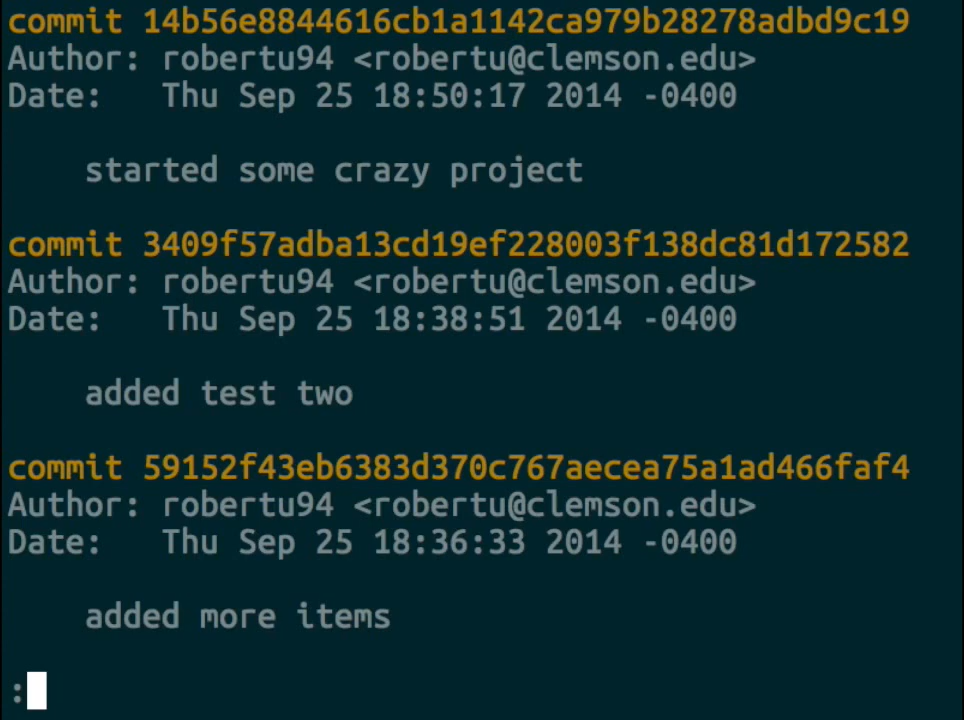 commit 14b56e8844616cb1a1142ca979b28278adbd9c19
Author: robertu94 <robertu@clemson.edu>
Date:   Thu Sep 25 18:50:17 2014 -0400
started some crazy project
commit 3409f57adba13cd19ef228003f138dc81d172582
Author: robertu94 <robertu@clemson.edu>
Date:   Thu Sep 25 18:38:51 2014 -0400
added test two
commit 59152f43eb6383d370c767aecea75a1ad466faf4
Author: robertu94 <robertu@clemson.edu>
Date:   Thu Sep 25 18:36:33 2014 -0400
added more items
: